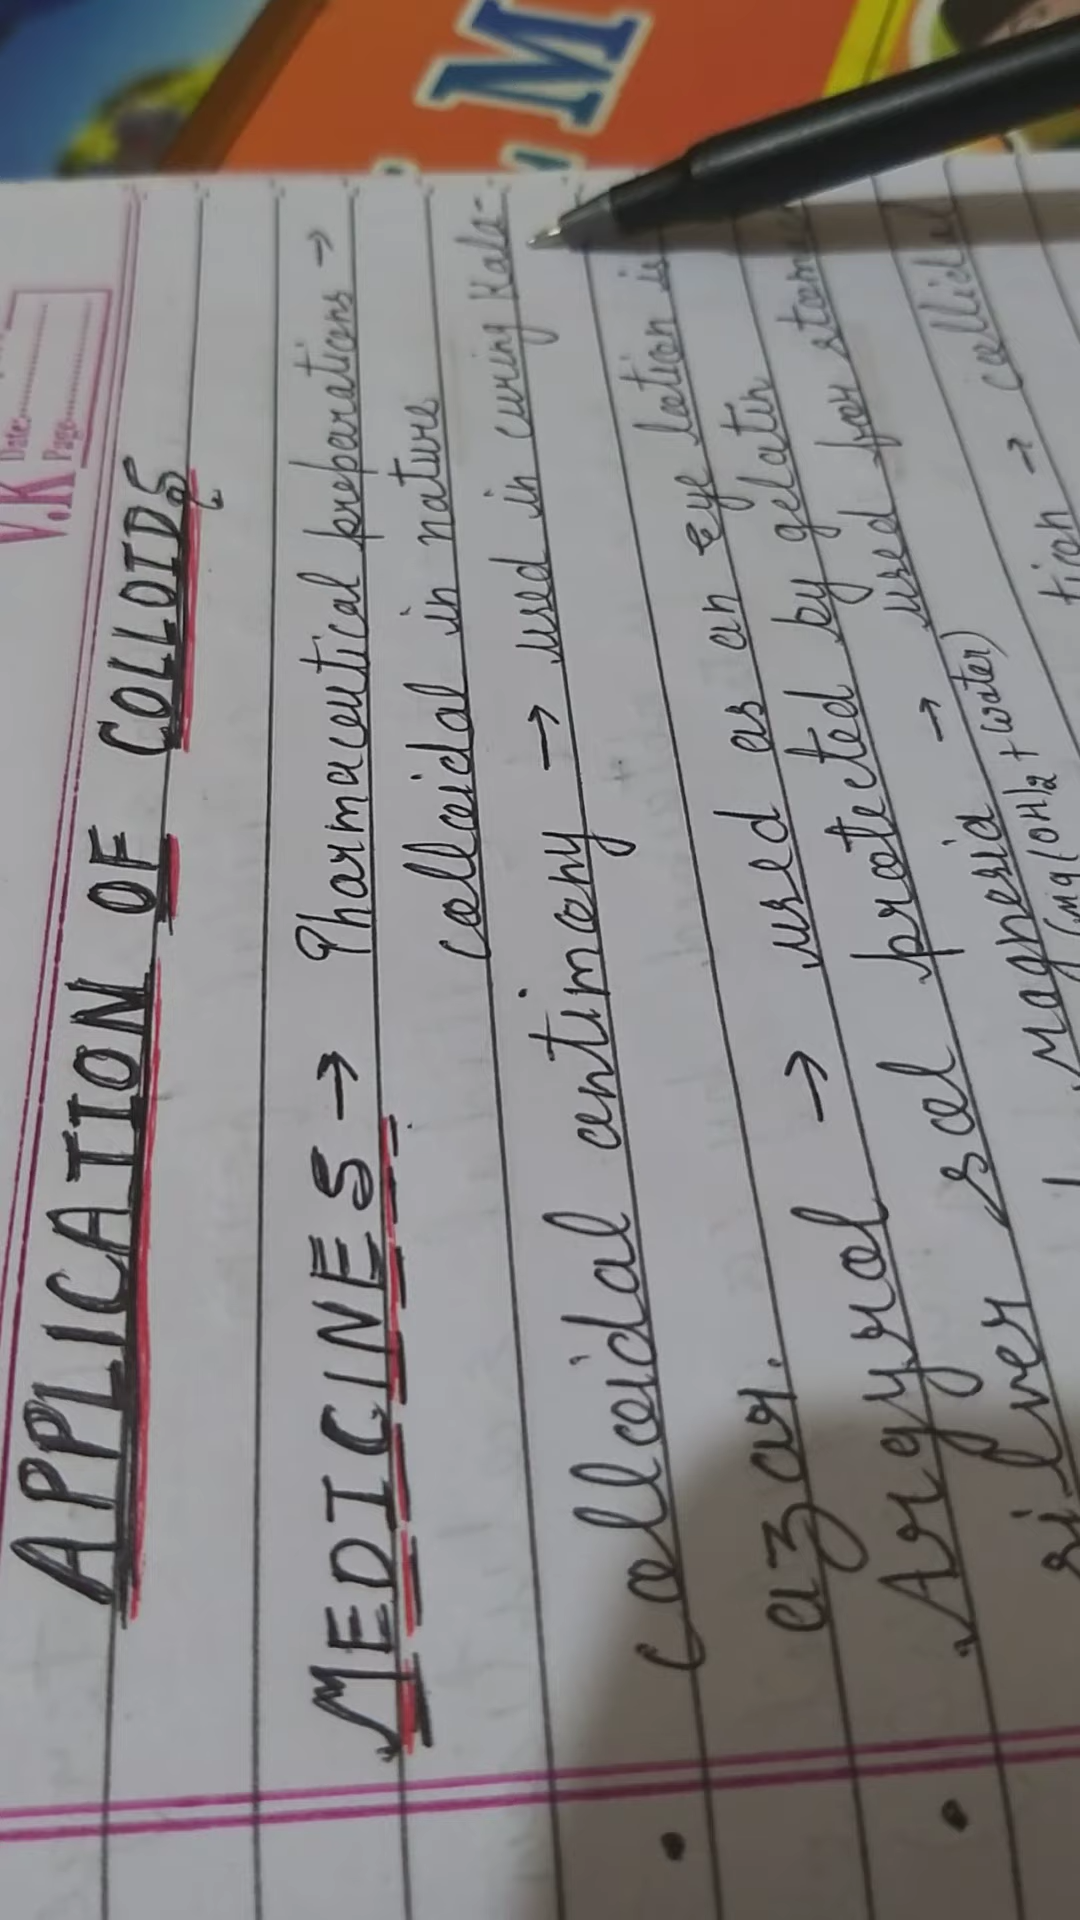 M
V.K
Date:
Page:
APPLICATION OF COLLOIDS
MEDICINES → Pharmaceutical preparations →
colloidal in nature
• Colloidal antimony → used in curing Kala-
azar.
• Argyrol → used as an Eye lotion is
silver sol protected by gelatin
Magnesia → used for stomac
(Mg(OH)2 + water)
tion → collid